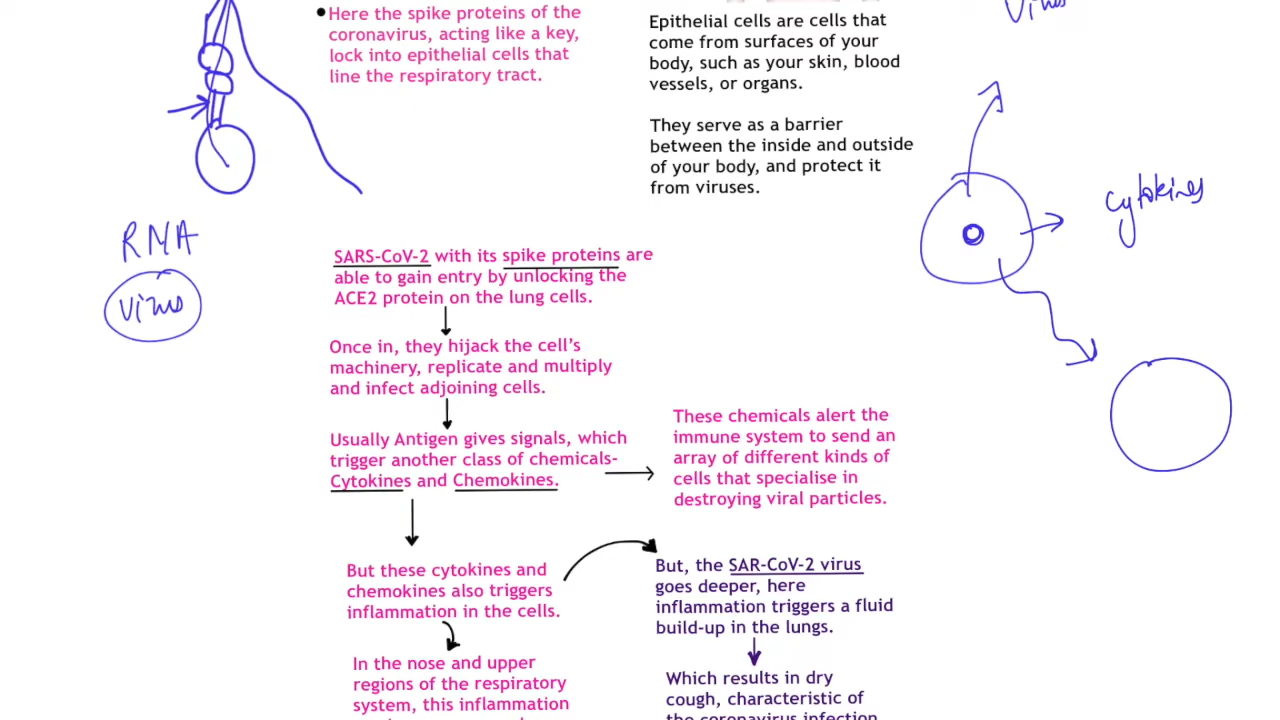 •Here the spike proteins of the
coronavirus, acting like a key,
lock into epithelial cells that
line the respiratory tract.
Epithelial cells are cells that
come from surfaces of your
body, such as your skin, blood
vessels, or organs.
They serve as a barrier
between the inside and outside
of your body, and protect it
from viruses.
Virus
Cytokines
RNA
Virus
SARS-CoV-2 with its spike proteins are
able to gain entry by unlocking the
ACE2 protein on the lung cells.
Once in, they hijack the cell's
machinery, replicate and multiply
and infect adjoining cells.
Usually Antigen gives signals, which
trigger another class of chemicals-
Cytokines and Chemokines.
These chemicals alert the
immune system to send an
array of different kinds of
cells that specialise in
destroying viral particles.
But these cytokines and
chemokines also triggers
inflammation in the cells.
But, the SAR-CoV-2 virus
goes deeper, here
inflammation triggers a fluid
build-up in the lungs.
In the nose and upper
regions of the respiratory
system, this inflammation
Which results in dry
cough, characteristic of
the coronavirus infection